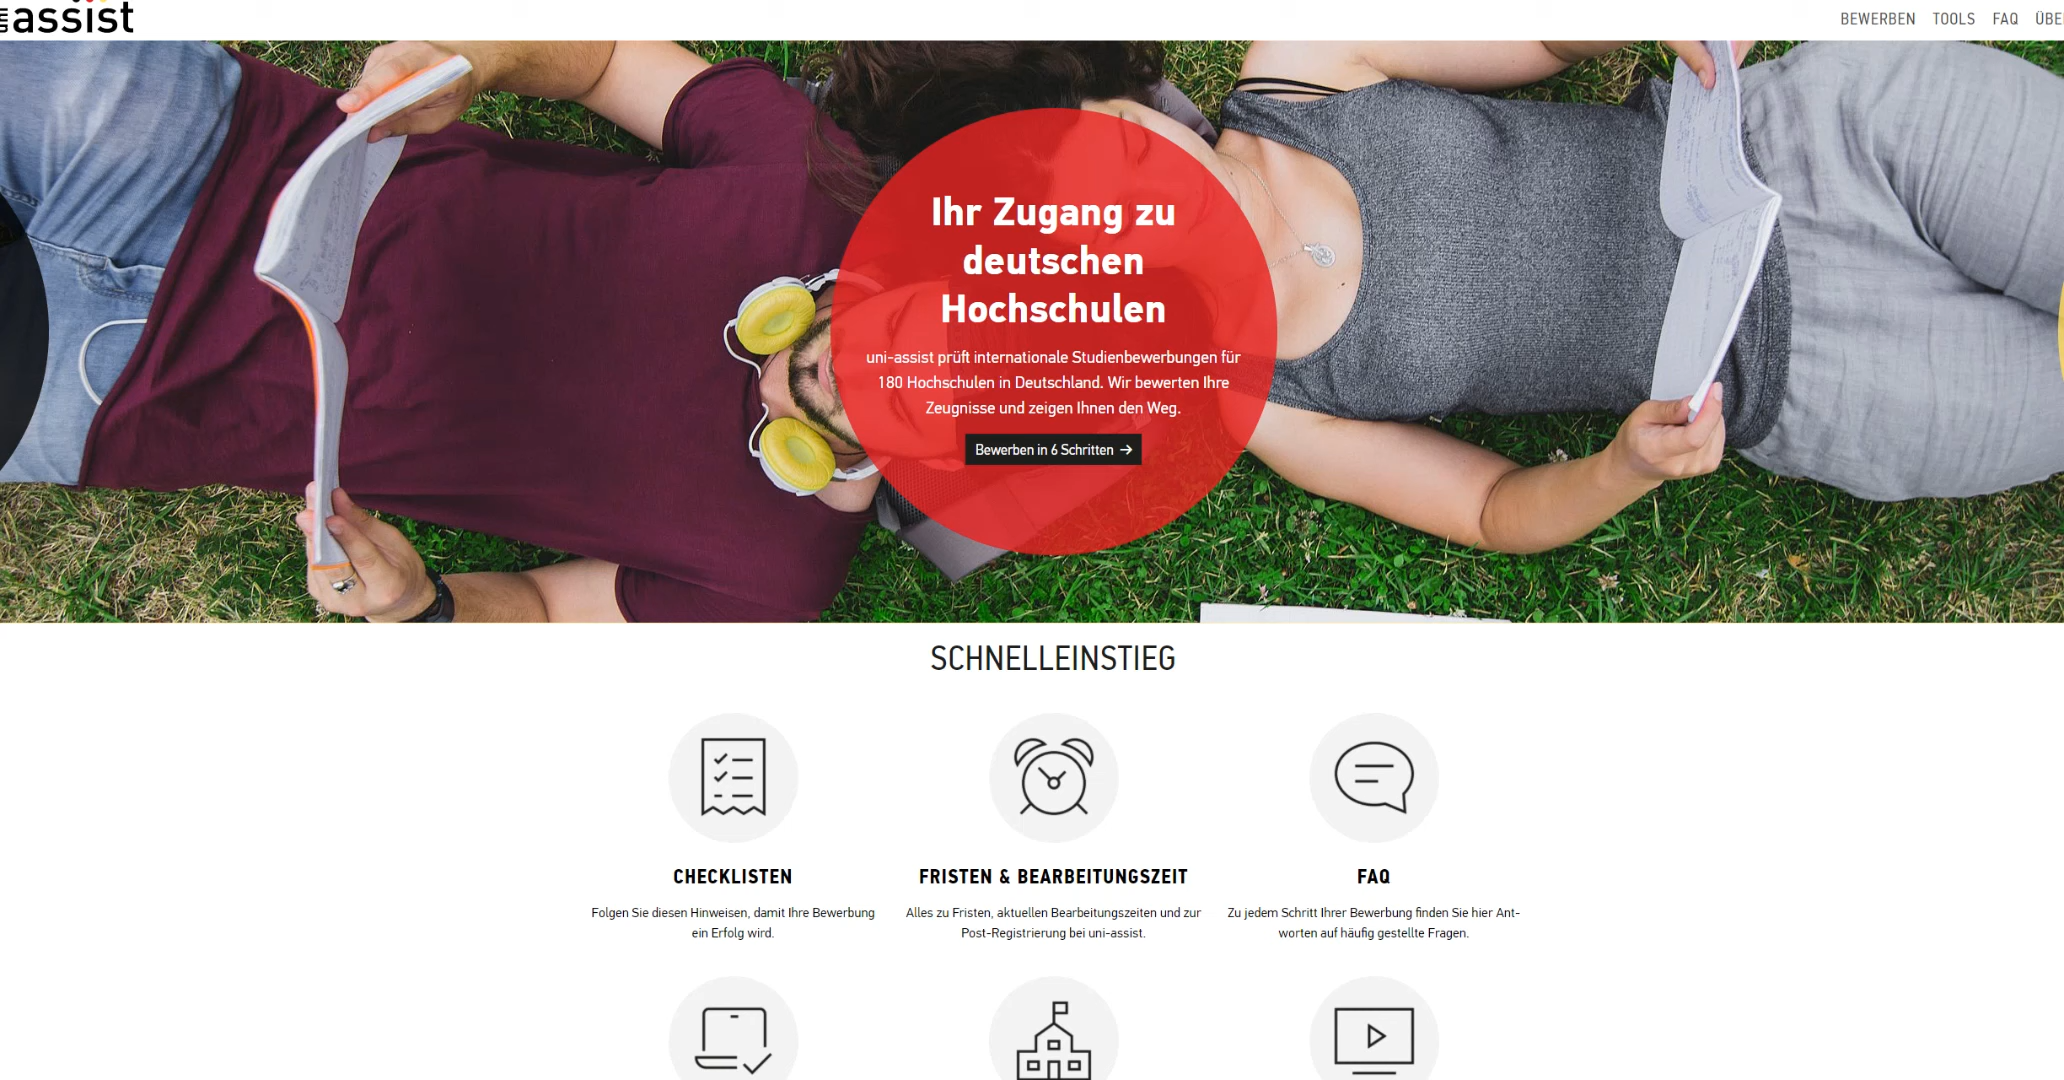 assist
BEWERBEN TOOLS FAQ ÜBE
Ihr Zugang zu
deutschen
Hochschulen
uni-assist prüft internationale Studienbewerbungen für
180 Hochschulen in Deutschland. Wir bewerten Ihre
Zeugnisse und zeigen Ihnen den Weg.
Bewerben in 6 Schritten →
SCHNELLEINSTIEG
CHECKLISTEN
Folgen Sie diesen Hinweisen, damit Ihre Bewerbung
ein Erfolg wird.
FRISTEN & BEARBEITUNGSZEIT
Alles zu Fristen, aktuellen Bearbeitungszeiten und zur
Post-Registrierung bei uni-assist.
FAQ
Zu jedem Schritt Ihrer Bewerbung finden Sie hier Ant-
worten auf häufig gestellte Fragen.